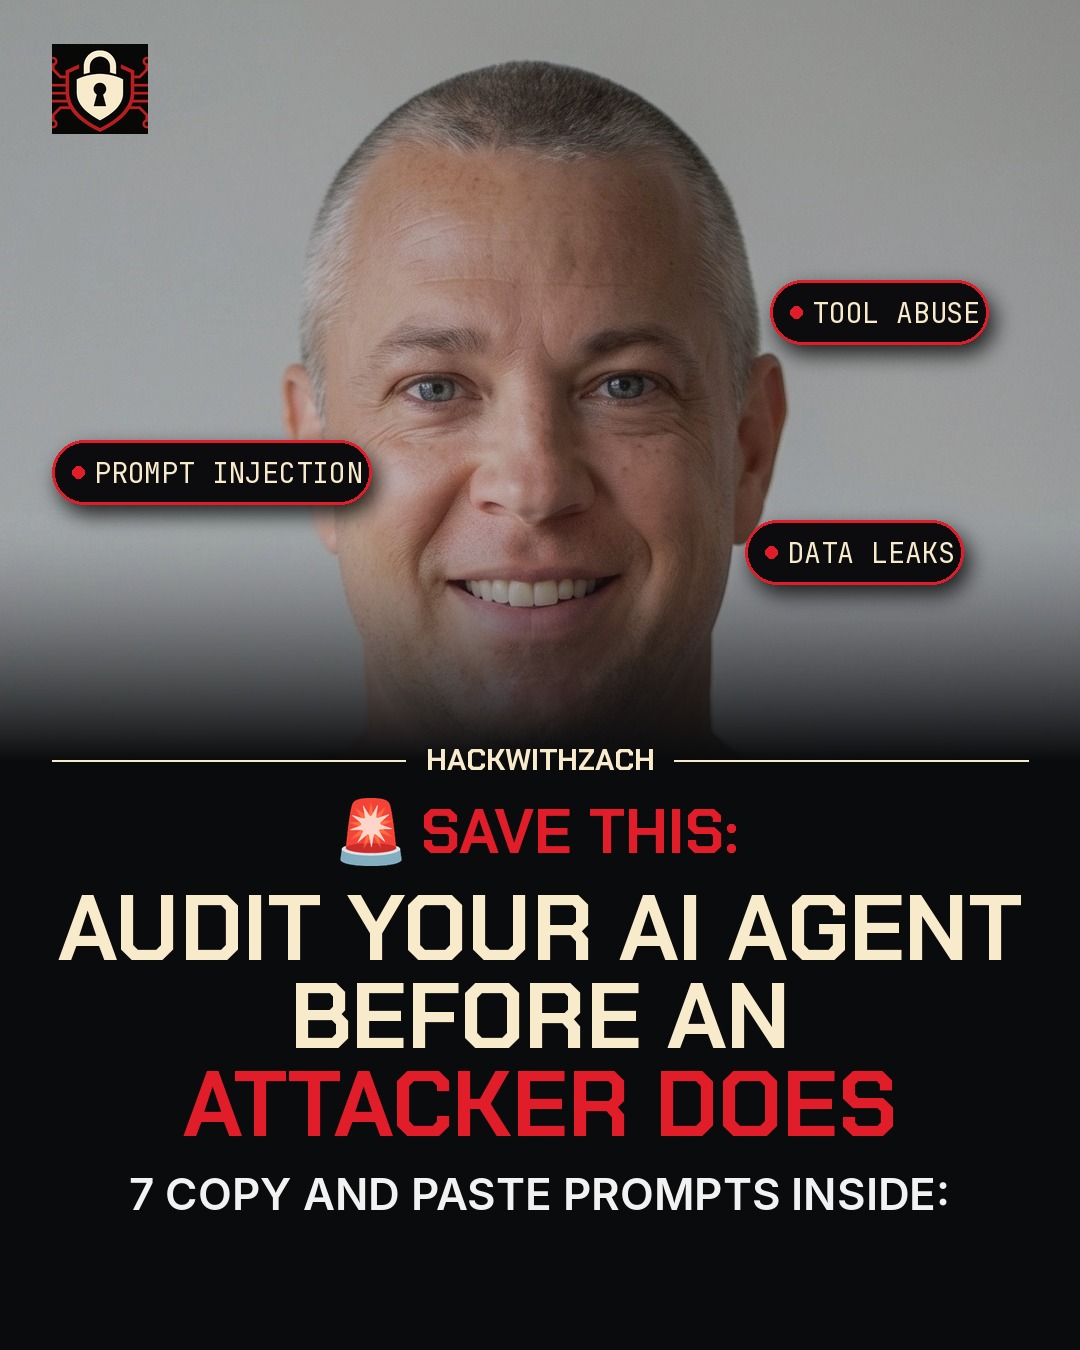 TOOL ABUSE
PROMPT INJECTION
DATA LEAKS
HACKWITHZACH
🚨 SAVE THIS:
AUDIT YOUR AI AGENT
BEFORE AN
ATTACKER DOES
7 COPY AND PASTE PROMPTS INSIDE: